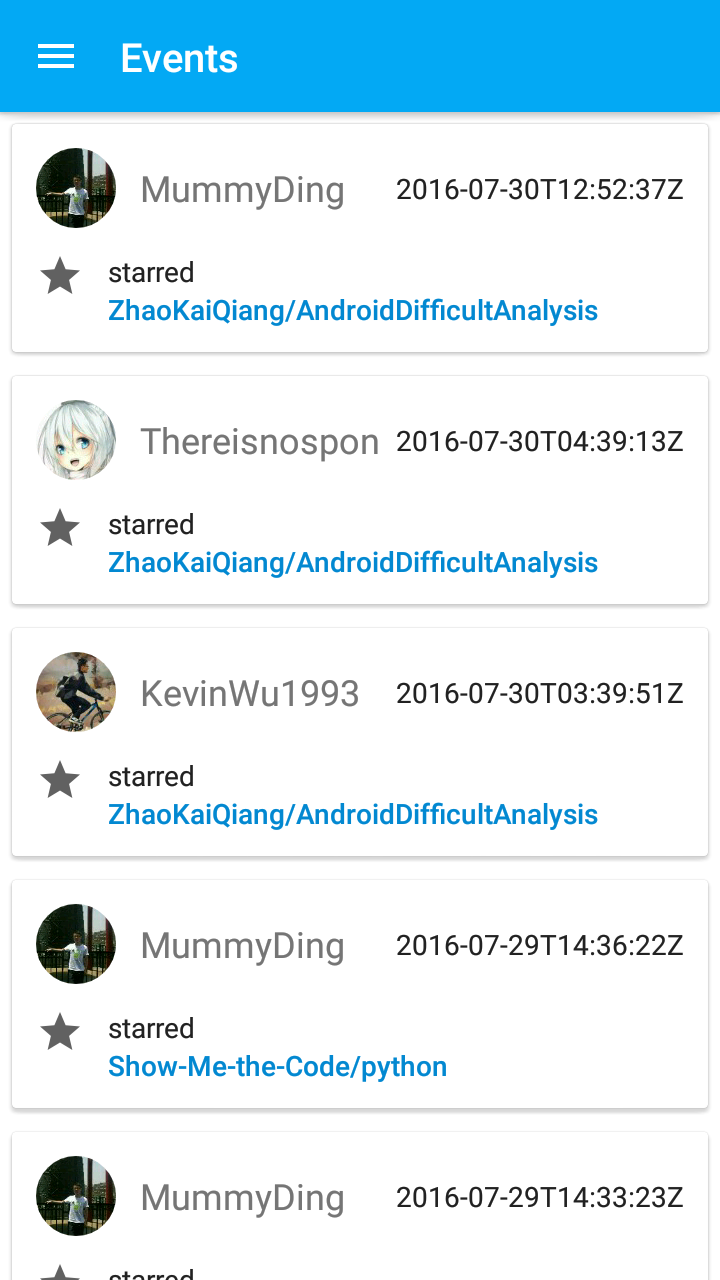 Events
MummyDing 2016-07-30T12:52:37Z
starred
ZhaoKaiQiang/AndroidDifficultAnalysis
Thereisnospon 2016-07-30T04:39:13Z
starred
ZhaoKaiQiang/AndroidDifficultAnalysis
KevinWu1993 2016-07-30T03:39:51Z
starred
ZhaoKaiQiang/AndroidDifficultAnalysis
MummyDing 2016-07-29T14:36:22Z
starred
Show-Me-the-Code/python
MummyDing 2016-07-29T14:33:23Z
starred